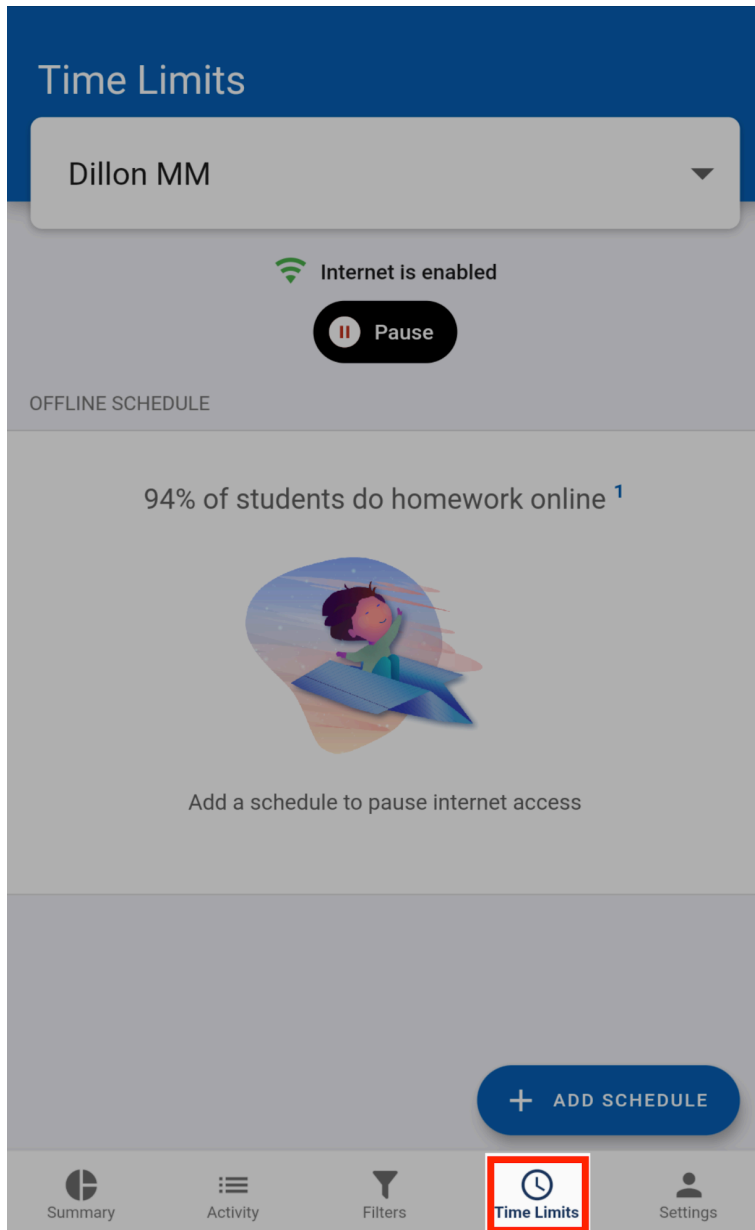 Time Limits
Dillon MM
Internet is enabled
Pause
OFFLINE SCHEDULE
94% of students do homework online 1
Add a schedule to pause internet access
+ ADD SCHEDULE
Summary Activity Filters Time Limits Settings